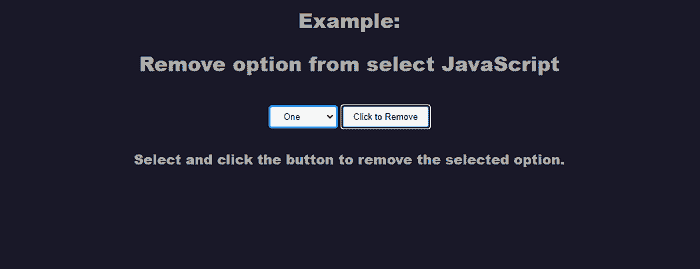 Example:
Remove option from select JavaScript
One Click to Remove
Select and click the button to remove the selected option.